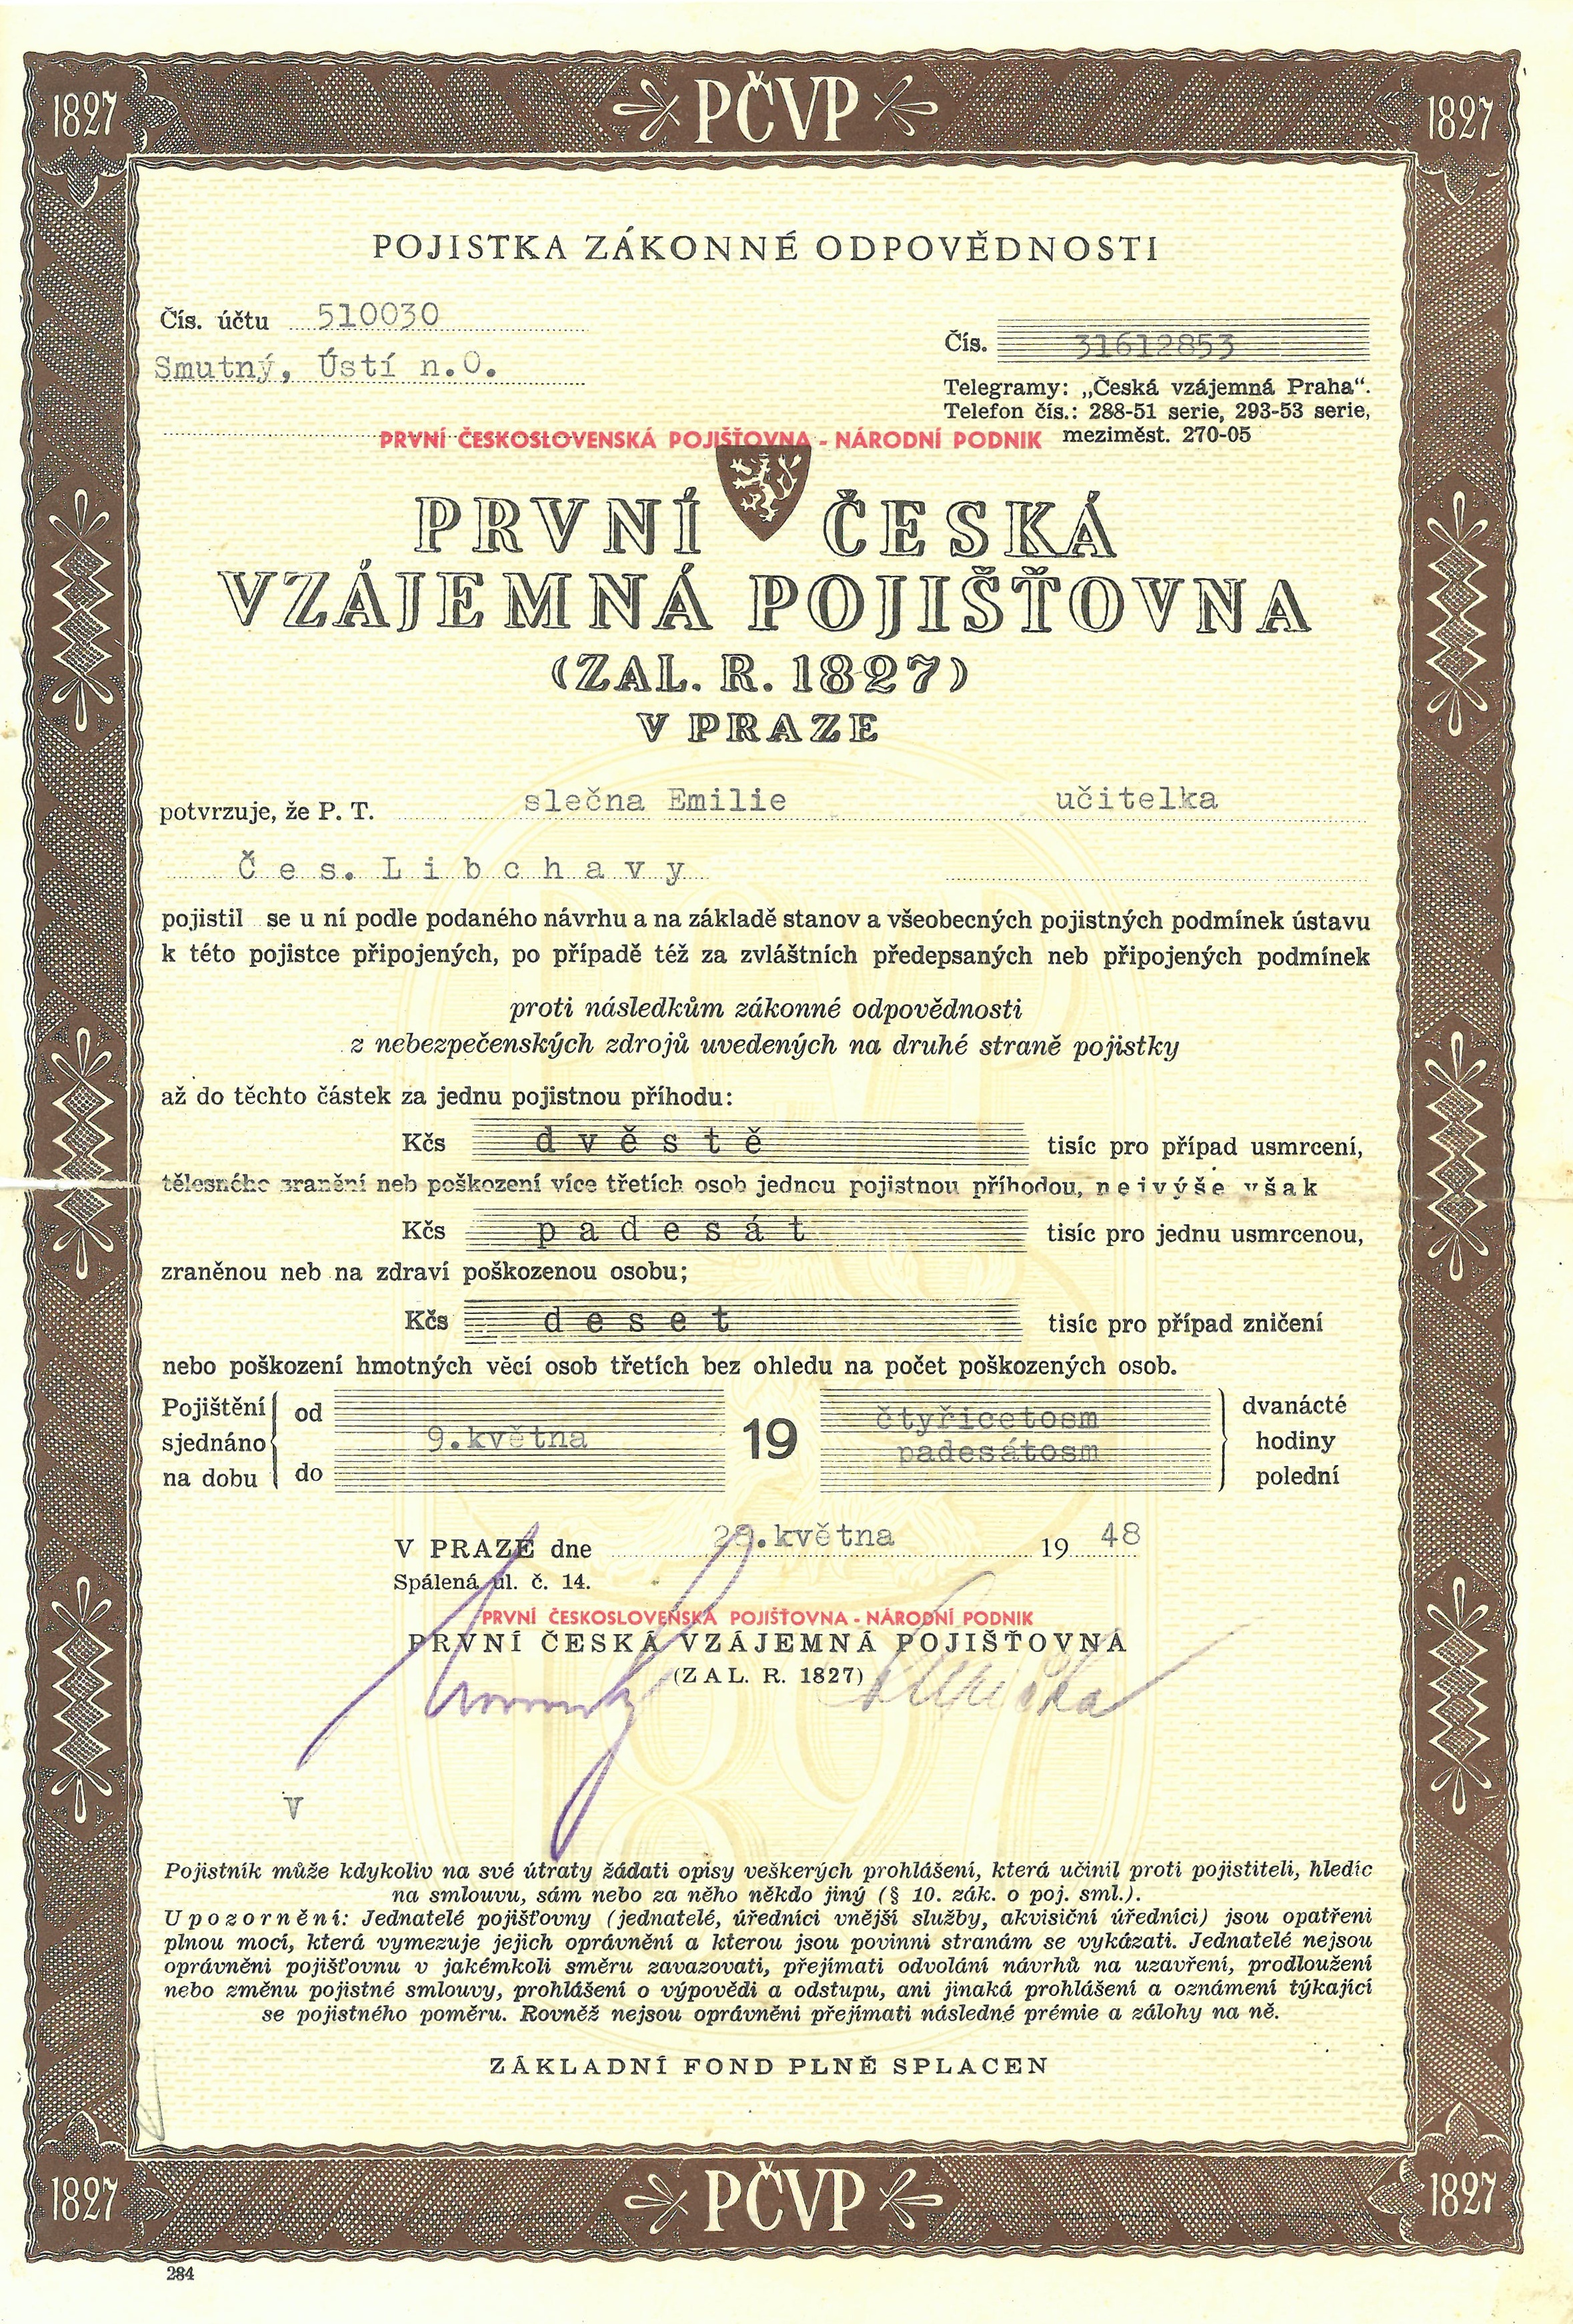 1827 PČVP 1827
POJISTKA ZÁKONNÉ ODPOVĚDNOSTI
Čís. účtu 510030
Čís. 31612853
Smutný, Ústí n.O.
Telegramy: „Česká vzájemná Praha“.
Telefon čís.: 288-51 serie, 293-53 serie,
PRVNÍ ČESKOSLOVENSKÁ POJIŠŤOVNA - NÁRODNÍ PODNIK meziměst. 270-05
PRVNÍ ČESKÁ
VZÁJEMNÁ POJIŠŤOVNA
(ZAL. R. 1827)
V PRAZE
potvrzuje, že P. T. slečna Emilie učitelka
Čes. Libchavy
pojistil se u ní podle podaného návrhu a na základě stanov a všeobecných pojistných podmínek ústavu
k této pojistce připojených, po případě též za zvláštních předepsaných neb připojených podmínek
proti následkům zákonné odpovědnosti
z nebezpečenských zdrojů uvedených na druhé straně pojistky
až do těchto částek za jednu pojistnou příhodu:
Kčs dvěstě tisíc pro případ usmrcení,
tělesného zranění neb poškození více třetích osob jednou pojistnou příhodou, nejvýše však
Kčs padesát tisíc pro jednu usmrcenou,
zraněnou neb na zdraví poškozenou osobu;
Kčs deset tisíc pro případ zničení
nebo poškození hmotných věcí osob třetích bez ohledu na počet poškozených osob.
Pojištění od čtyřicetosm dvanácté
sjednáno 9.května 19 padesátosm hodiny
na dobu do polední
V PRAZE dne 28.května 19 48
Spálená ul. č. 14.
PRVNÍ ČESKOSLOVENSKÁ POJIŠŤOVNA - NÁRODNÍ PODNIK
PRVNÍ ČESKÁ VZÁJEMNÁ POJIŠŤOVNA
(ZAL. R. 1827)
V
Pojistník může kdykoliv na své útraty žádati opisy veškerých prohlášení, která učinil proti pojistiteli, hledíc
na smlouvu, sám nebo za něho někdo jiný (§ 10. zák. o poj. sml.).
Upozornění: Jednatelé pojišťovny (jednatelé, úředníci vnější služby, akvisiční úředníci) jsou opatřeni
plnou mocí, která vymezuje jejich oprávnění a kterou jsou povinni stranám se vykázati. Jednatelé nejsou
oprávněni pojišťovnu v jakémkoli směru zavazovati, přejímati odvolání návrhů na uzavření, prodloužení
nebo změnu pojistné smlouvy, prohlášení o výpovědi a odstupu, ani jinaká prohlášení a oznámení týkající
se pojistného poměru. Rovněž nejsou oprávněni přejímati následné prémie a zálohy na ně.
ZÁKLADNÍ FOND PLNĚ SPLACEN
1827 PČVP 1827
284